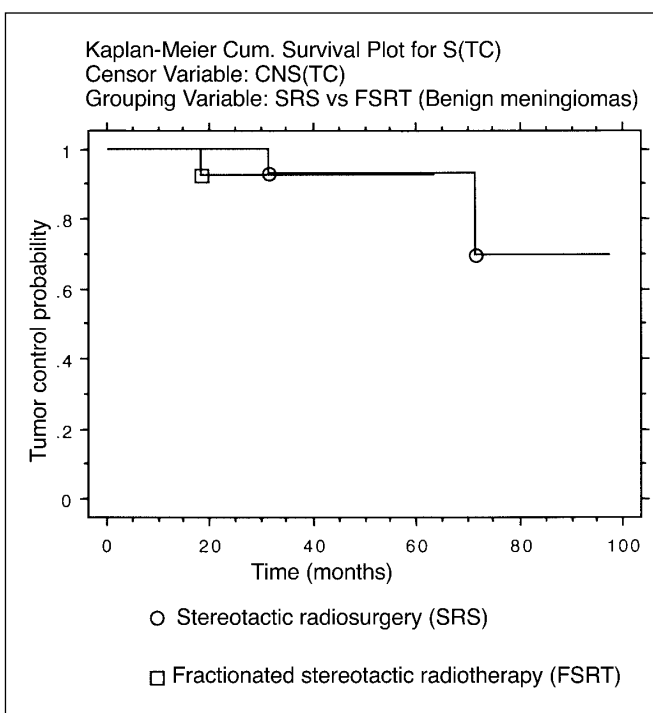 Kaplan-Meier Cum. Survival Plot for S(TC)
Censor Variable: CNS(TC)
Grouping Variable: SRS vs FSRT (Benign meningiomas)
Tumor control probability
1
.8
.6
.4
.2
0
0 20 40 60 80 100
Time (months)
Stereotactic radiosurgery (SRS)
Fractionated stereotactic radiotherapy (FSRT)